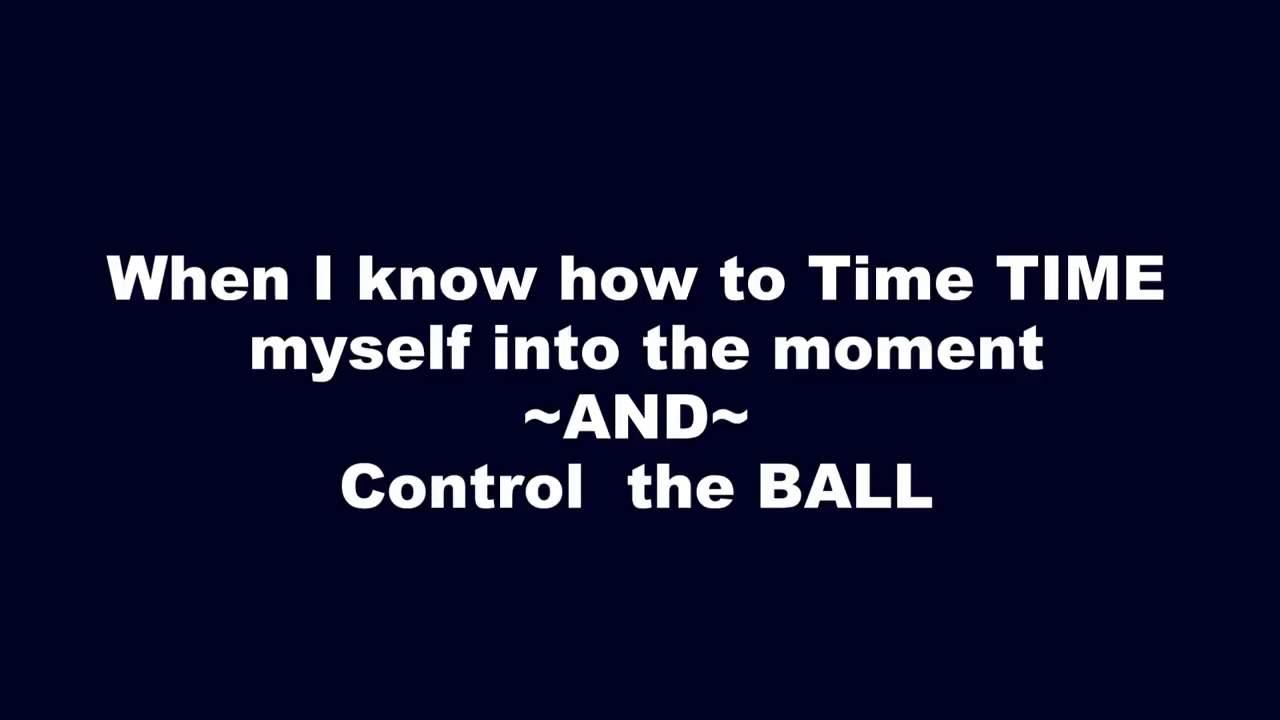 When I know how to Time TIME
myself into the moment
~AND~
Control  the BALL